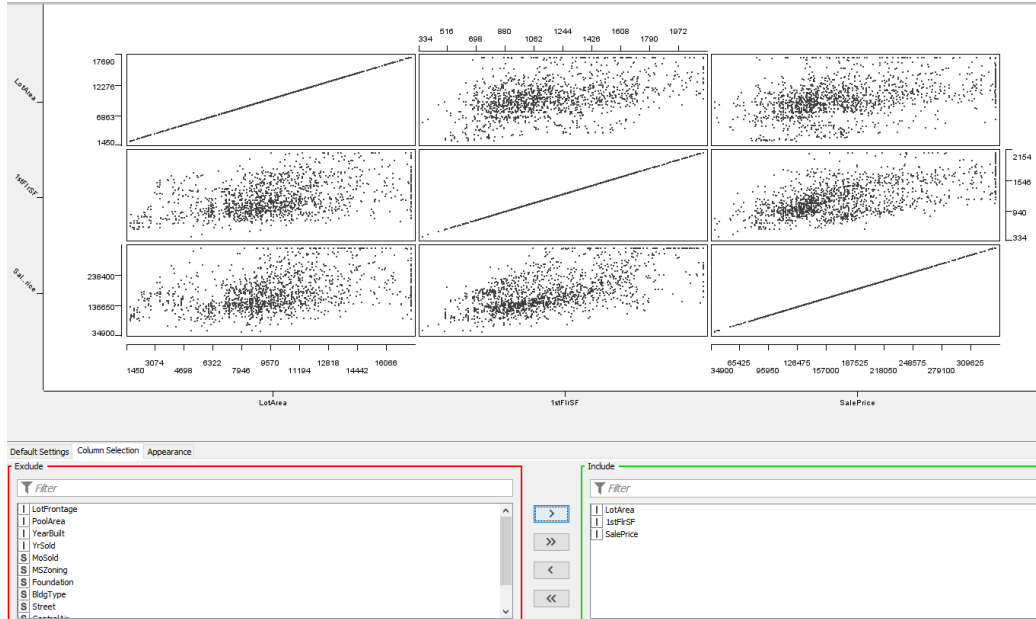 516 880 1244 1608 1972
334 698 1062 1426 1790
17690
12276
6863
1450
LotArea
2154
1546
940
334
1stFlrSF
238400
136650
34900
Sal...rice
3074 6322 9570 12818 16066
1450 4698 7946 11194 14442
65425 126475 187525 248575 309625
34900 95950 157000 218050 279100
LotArea 1stFlrSF SalePrice
Default Settings Column Selection Appearance
Exclude Include
Filter Filter
I LotFrontage
I PoolArea
I YearBuilt
I YrSold
S MoSold
S MSZoning
S Foundation
S BldgType
S Street
S CentralAir
>
>>
<
<<
I LotArea
I 1stFlrSF
I SalePrice